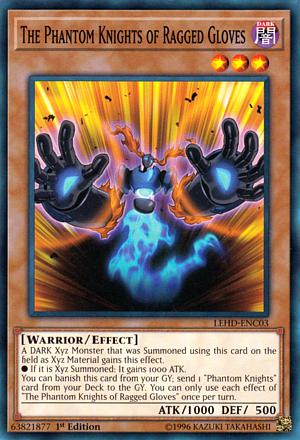 THE PHANTOM KNIGHTS OF RAGGED GLOVES
DARK
闇
LEHD-ENC03
[WARRIOR/EFFECT]
A DARK Xyz Monster that was Summoned using this card on the
field as Xyz Material gains this effect.
● If it is Xyz Summoned: It gains 1000 ATK.
You can banish this card from your GY; send 1 "Phantom Knights"
card from your Deck to the GY. You can only use each effect of
"The Phantom Knights of Ragged Gloves" once per turn.
ATK/1000 DEF/ 500
63821877 1st Edition ©1996 KAZUKI TAKAHASHI